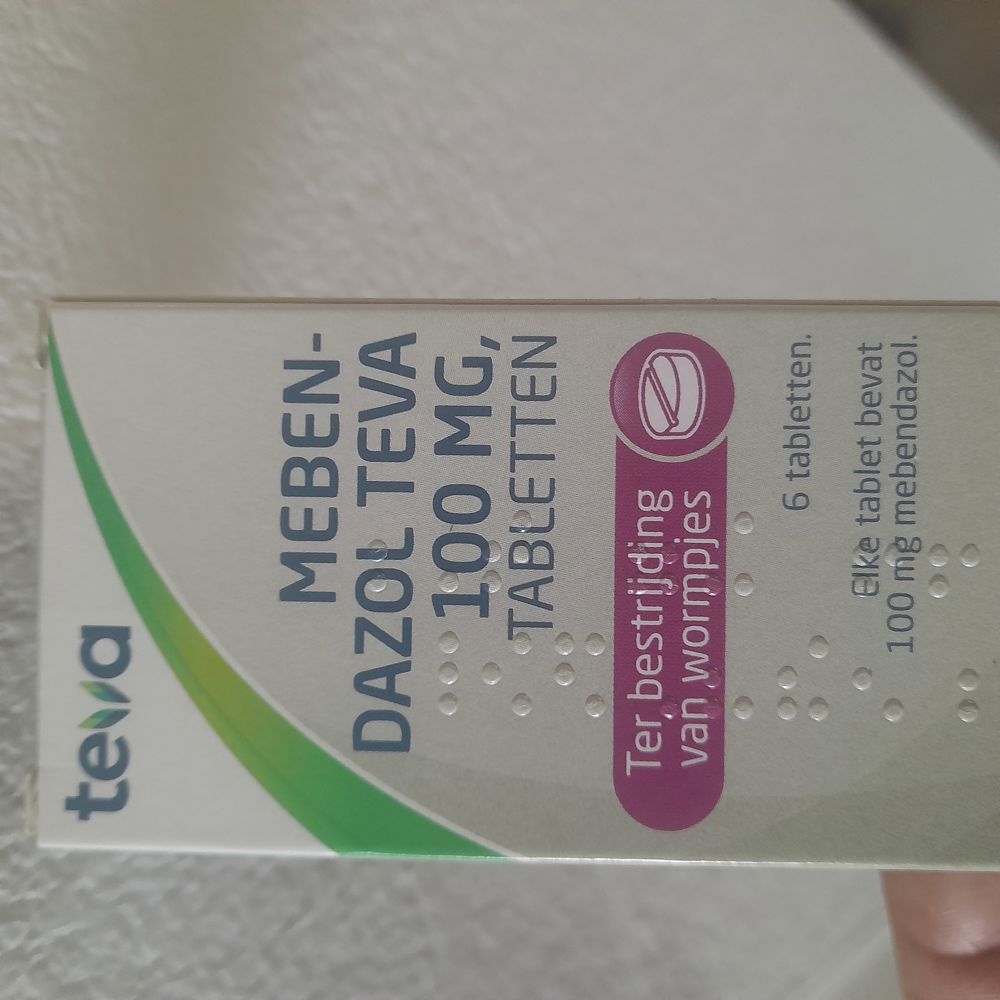 teva
MEBEN-
DAZOL TEVA
100 MG,
TABLETTEN
Ter bestrijding
van wormpjes
6 tabletten.
Elke tablet bevat
100 mg mebendazol.